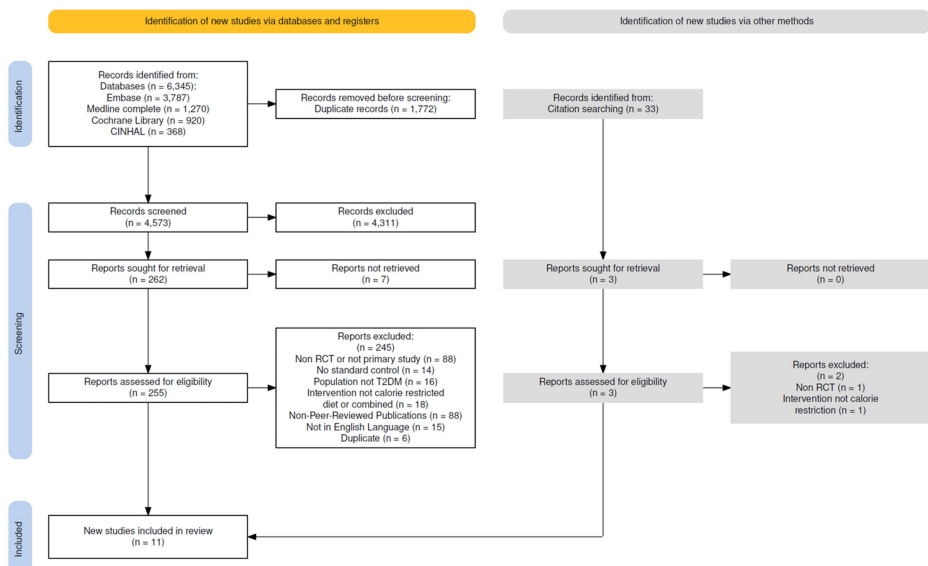 Identification of new studies via databases and registers
Identification of new studies via other methods
Identification
Records identified from:
Databases (n = 6,345):
Embase (n = 3,787)
Medline complete (n = 1,270)
Cochrane Library (n = 920)
CINHAL (n = 368)
Records removed before screening:
Duplicate records (n = 1,772)
Records identified from:
Citation searching (n = 33)
Screening
Records screened
(n = 4,573)
Records excluded
(n = 4,311)
Reports sought for retrieval
(n = 262)
Reports not retrieved
(n = 7)
Reports sought for retrieval
(n = 3)
Reports not retrieved
(n = 0)
Reports assessed for eligibility
(n = 255)
Reports excluded:
(n = 245)
Non RCT or not primary study (n = 88)
No standard control (n = 14)
Population not T2DM (n = 16)
Intervention not calorie restricted
diet or combined (n = 18)
Non-Peer-Reviewed Publications (n = 88)
Not in English Language (n = 15)
Duplicate (n = 6)
Reports assessed for eligibility
(n = 3)
Reports excluded:
(n = 2)
Non RCT (n = 1)
Intervention not calorie
restriction (n = 1)
Included
New studies included in review
(n = 11)